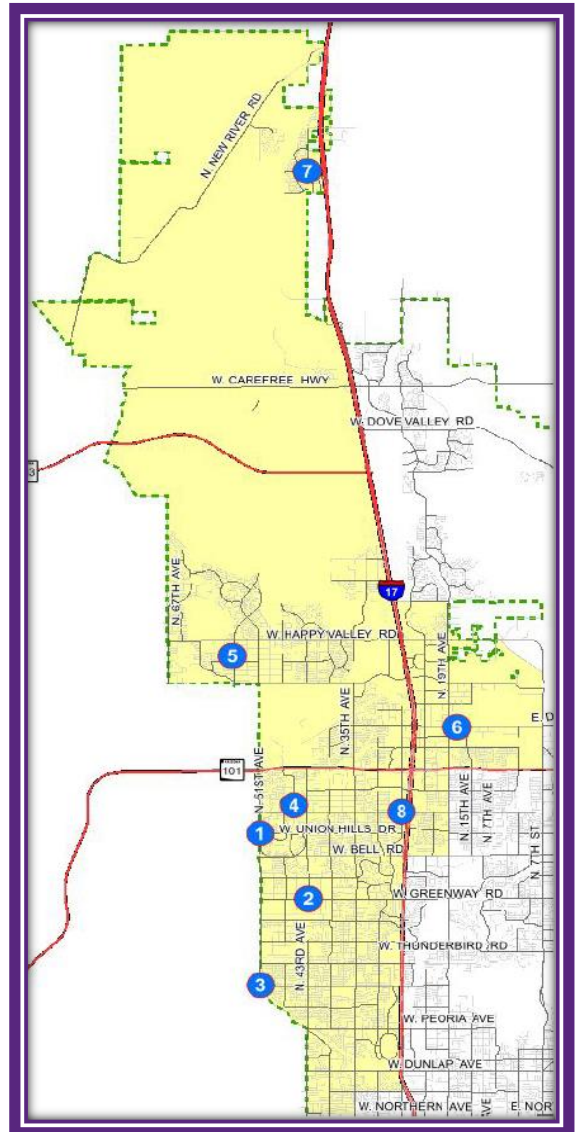 N. NEW RIVER RD
7
W. CAREFREE HWY
W. DOVE VALLEY RD
3
17
N. 67TH AVE
W. HAPPY VALLEY RD
N. 19TH AVE
5
N. 35TH AVE
6
E. D
101
N. 51ST AVE
4
8
N. 15TH AVE
N. 7TH AVE
1
W. UNION HILLS DR
W. BELL RD
N. 7TH ST
2
W. GREENWAY RD
N. 43RD AVE
W. THUNDERBIRD RD
3
W. PEORIA AVE
W. DUNLAP AVE
W. NORTHERN AVE
E. NOR